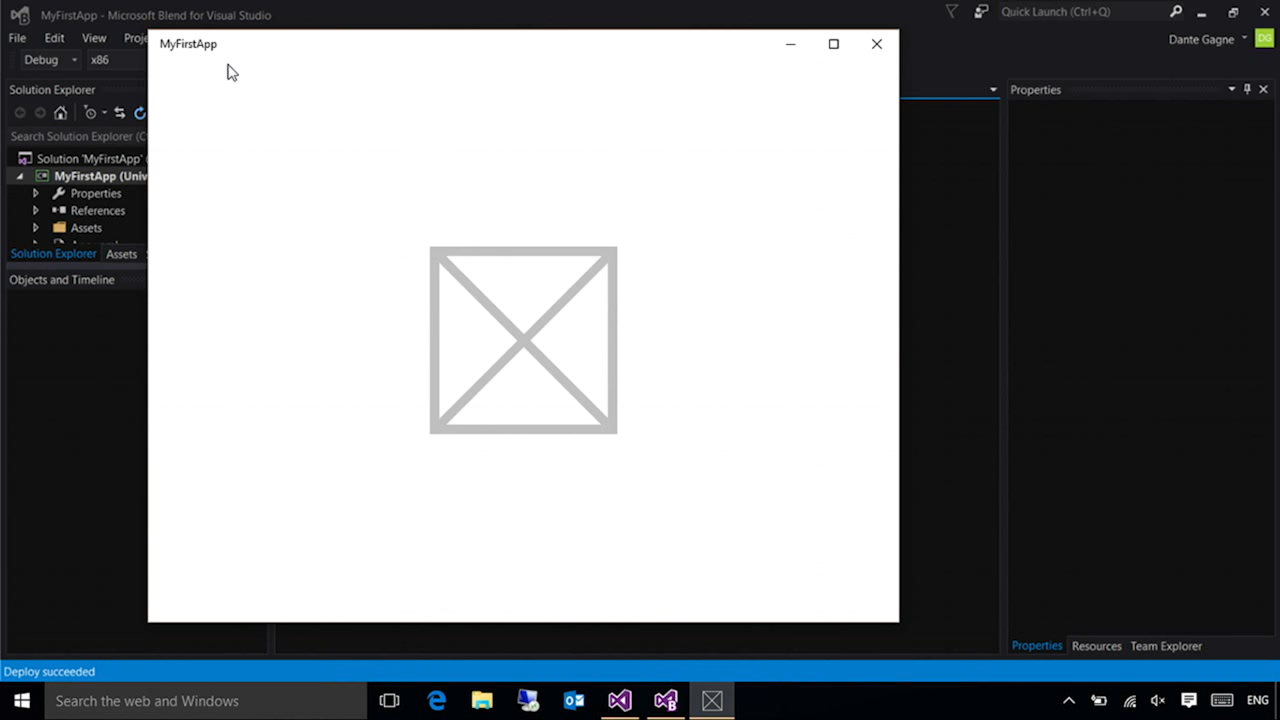 MyFirstApp - Microsoft Blend for Visual Studio
Quick Launch (Ctrl+Q)
File Edit View
Dante Gagne
DG
Debug x86
MyFirstApp
Solution Explorer
Properties
Search Solution Explorer
Solution 'MyFirstApp'
MyFirstApp
Properties
References
Assets
Solution Explorer Assets
Objects and Timeline
Properties Resources Team Explorer
Deploy succeeded
Search the web and Windows
ENG